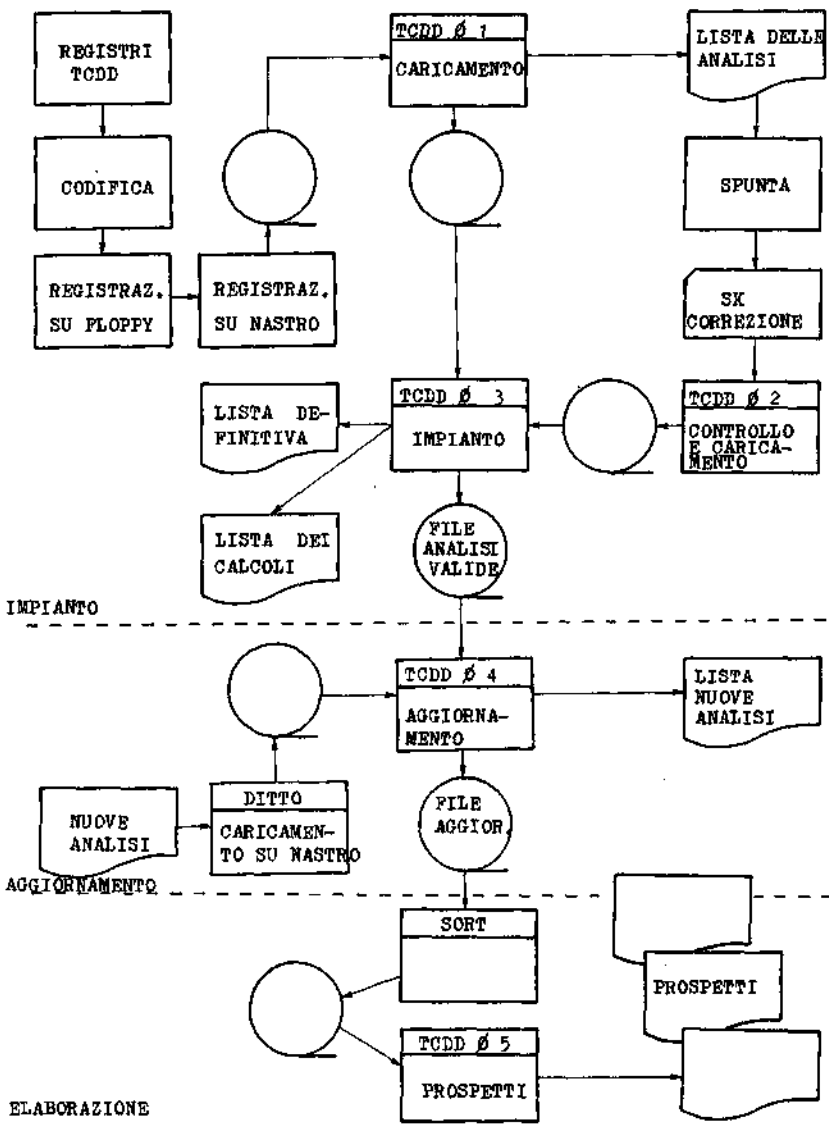 REGISTRI
TCDD
CODIFICA
REGISTRAZ.
SU FLOPPY
REGISTRAZ.
SU NASTRO
TCDD Ø 1
CARICAMENTO
LISTA DELLE
ANALISI
SPUNTA
SK
CORREZIONE
TCDD Ø 2
CONTROLLO
E CARICA-
MENTO
TCDD Ø 3
IMPIANTO
LISTA DE-
FINITIVA
LISTA DEI
CALCOLI
FILE
ANALISI
VALIDE
IMPIANTO
TCDD Ø 4
AGGIORNA-
MENTO
LISTA
NUOVE
ANALISI
NUOVE
ANALISI
DITTO
CARICAMEN-
TO SU NASTRO
FILE
AGGIOR.
AGGIORNAMENTO
SORT
PROSPETTI
TCDD Ø 5
PROSPETTI
ELABORAZIONE